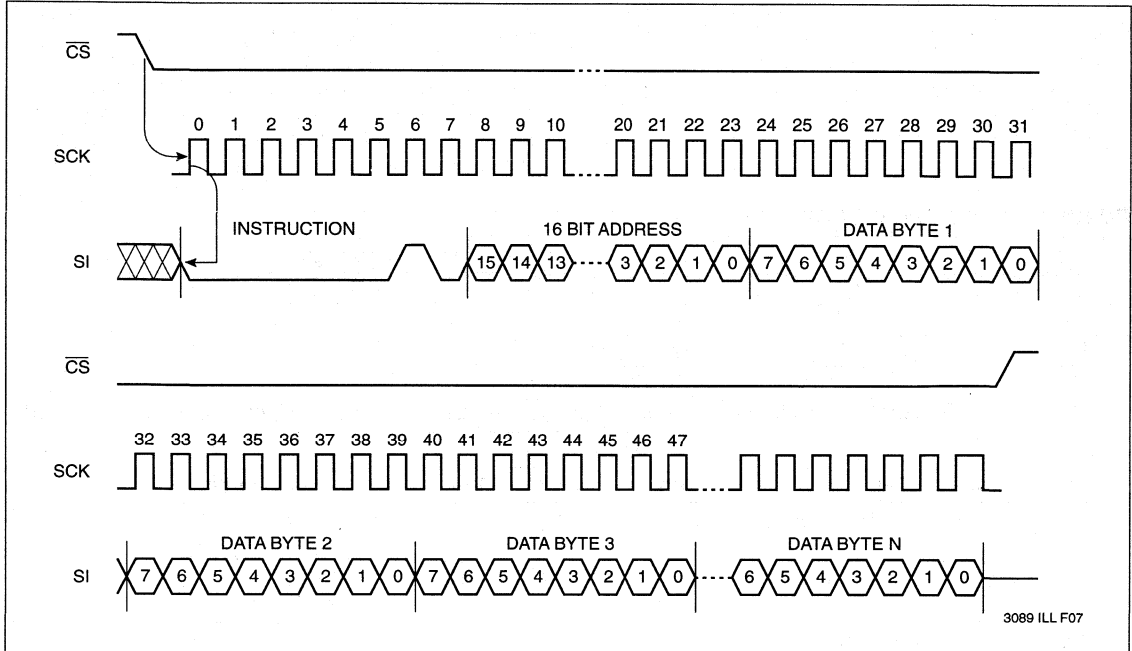 CS
0 1 2 3 4 5 6 7 8 9 10 20 21 22 23 24 25 26 27 28 29 30 31
SCK
INSTRUCTION 16 BIT ADDRESS DATA BYTE 1
SI 15 14 13 3 2 1 0 7 6 5 4 3 2 1 0
CS
32 33 34 35 36 37 38 39 40 41 42 43 44 45 46 47
SCK
DATA BYTE 2 DATA BYTE 3 DATA BYTE N
SI 7 6 5 4 3 2 1 0 7 6 5 4 3 2 1 0 6 5 4 3 2 1 0
3089 ILL F07